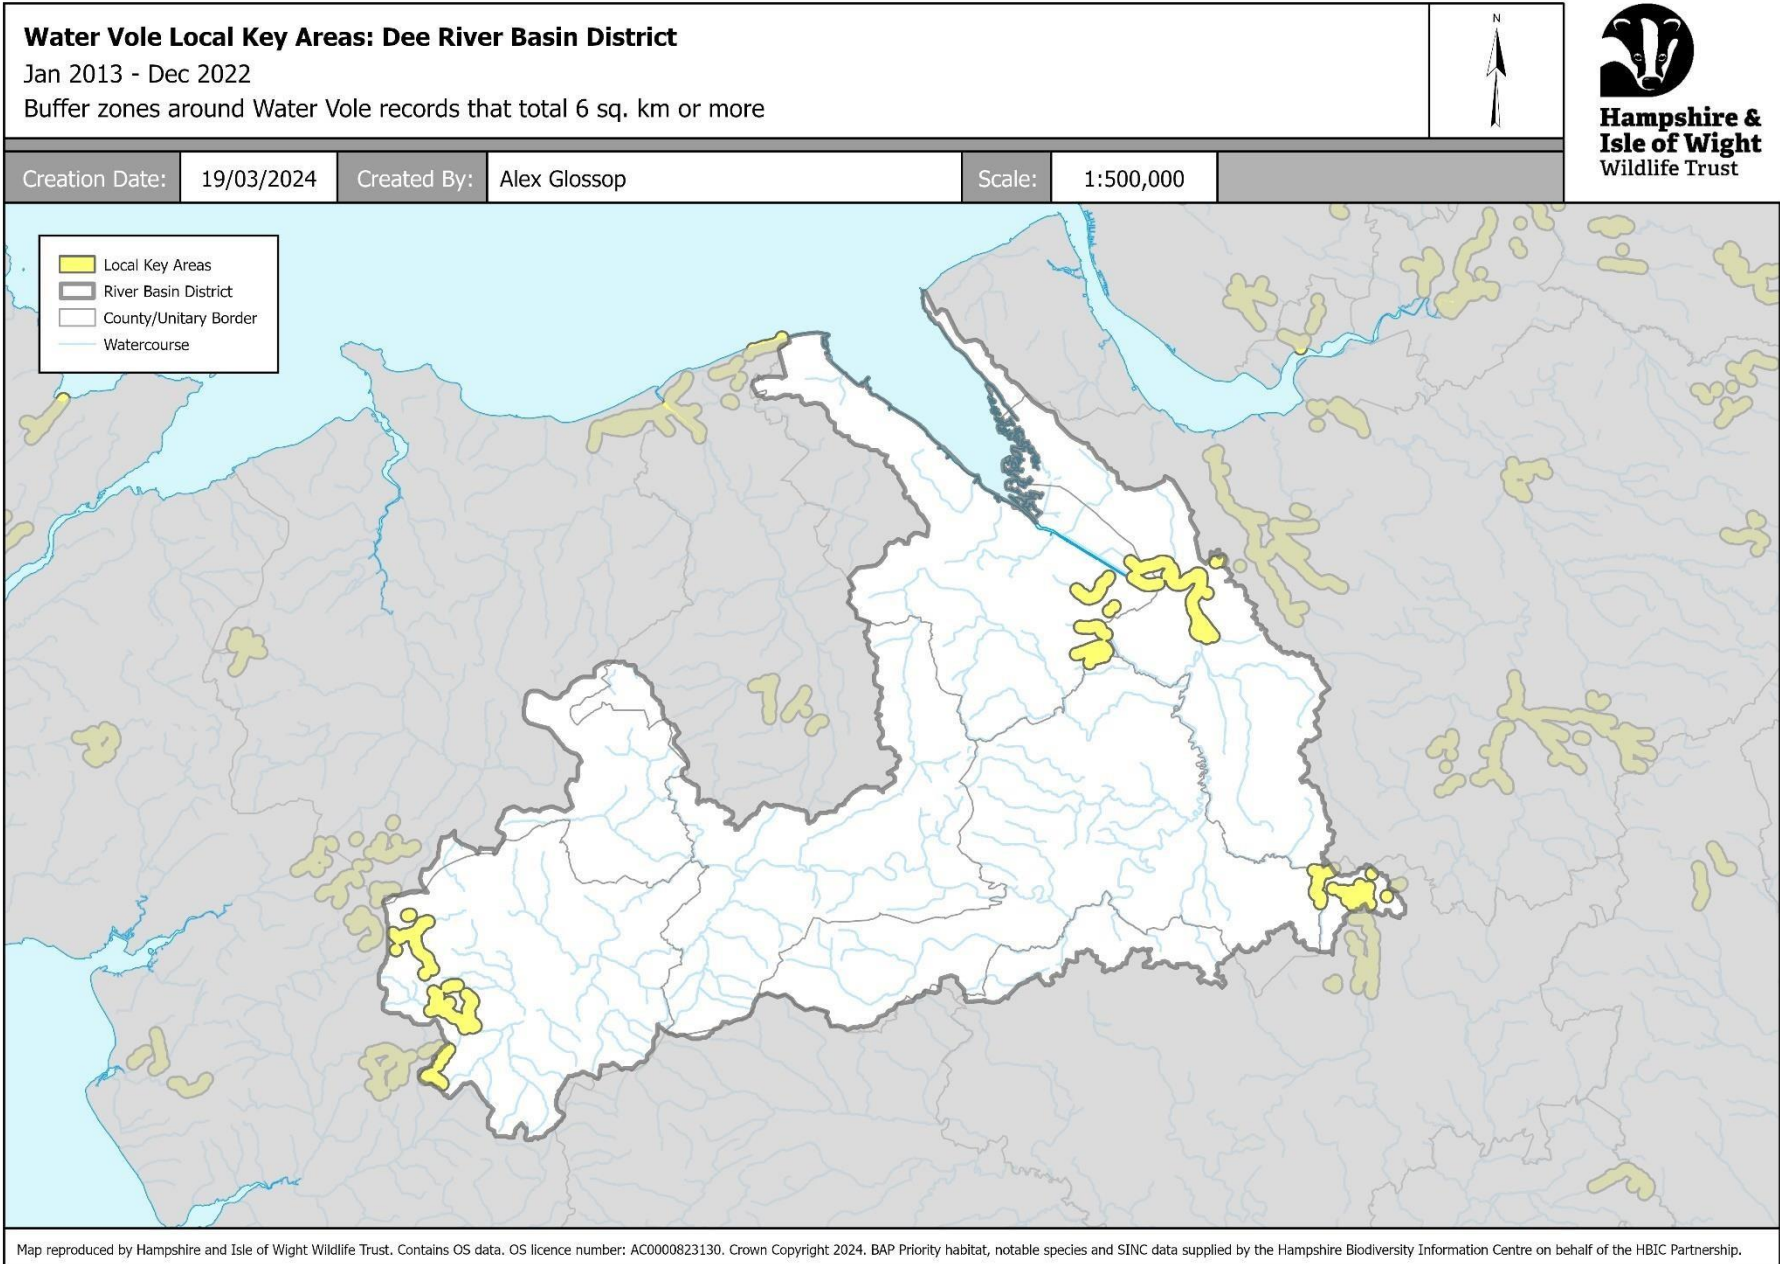 Water Vole Local Key Areas: Dee River Basin District
Jan 2013 - Dec 2022
Buffer zones around Water Vole records that total 6 sq. km or more
N
Hampshire &
Isle of Wight
Wildlife Trust
Creation Date: 19/03/2024 Created By: Alex Glossop Scale: 1:500,000
Local Key Areas
River Basin District
County/Unitary Border
Watercourse
Map reproduced by Hampshire and Isle of Wight Wildlife Trust. Contains OS data. OS licence number: AC0000823130. Crown Copyright 2024. BAP Priority habitat, notable species and SINC data supplied by the Hampshire Biodiversity Information Centre on behalf of the HBIC Partnership.